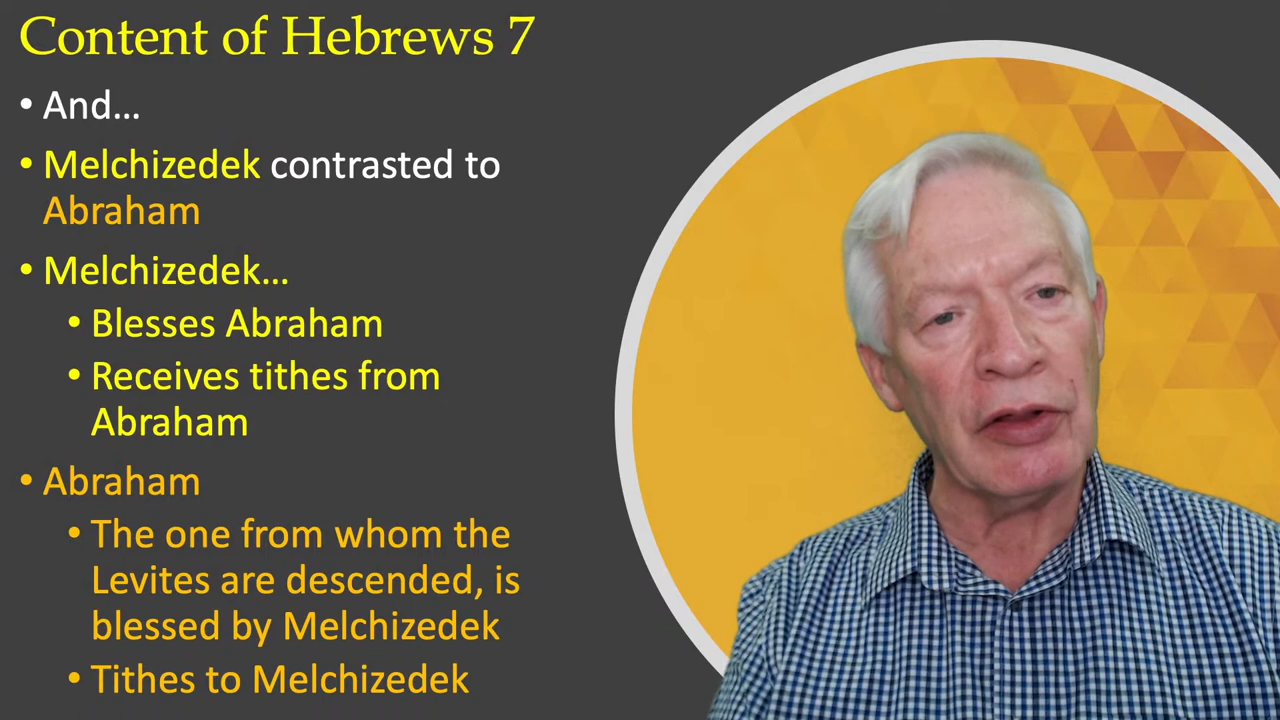 Content of Hebrews 7
• And…
• Melchizedek contrasted to
Abraham
• Melchizedek…
• Blesses Abraham
• Receives tithes from
Abraham
• Abraham
• The one from whom the
Levites are descended, is
blessed by Melchizedek
• Tithes to Melchizedek